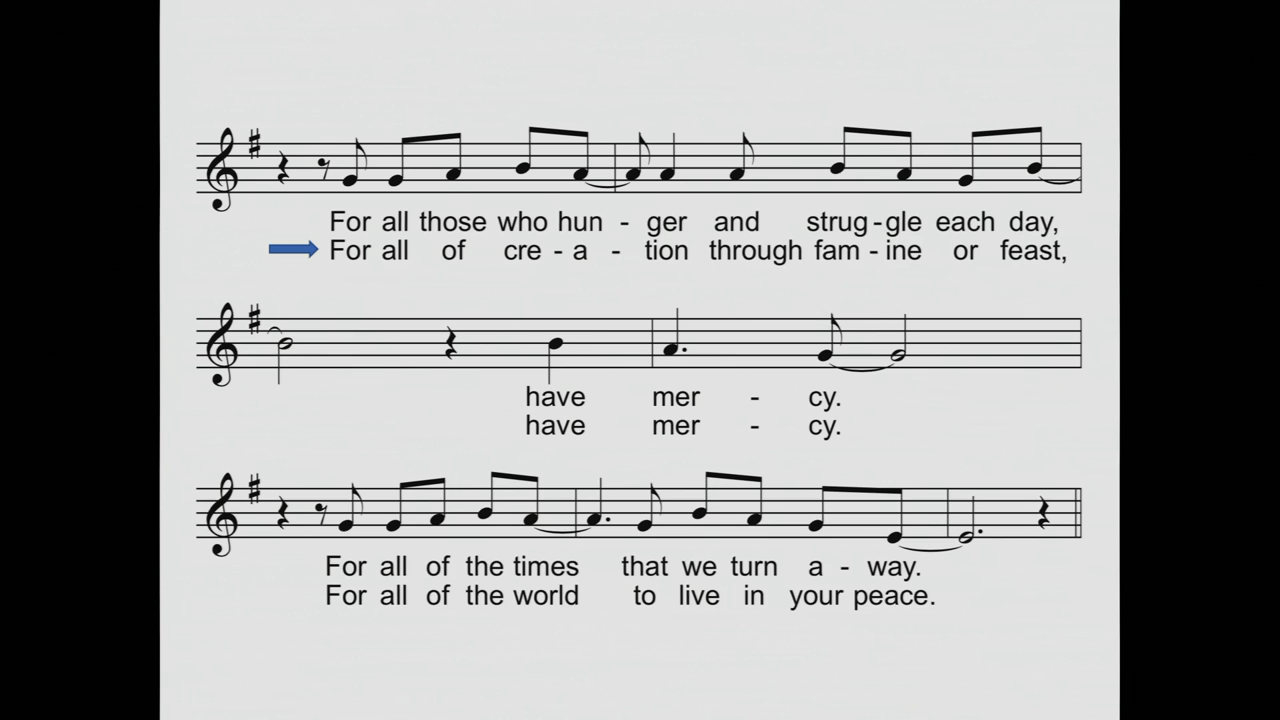 For all those who hun - ger and strug - gle each day,
For all of cre - a - tion through fam - ine or feast,
have mer - cy.
have mer - cy.
For all of the times that we turn a - way.
For all of the world to live in your peace.